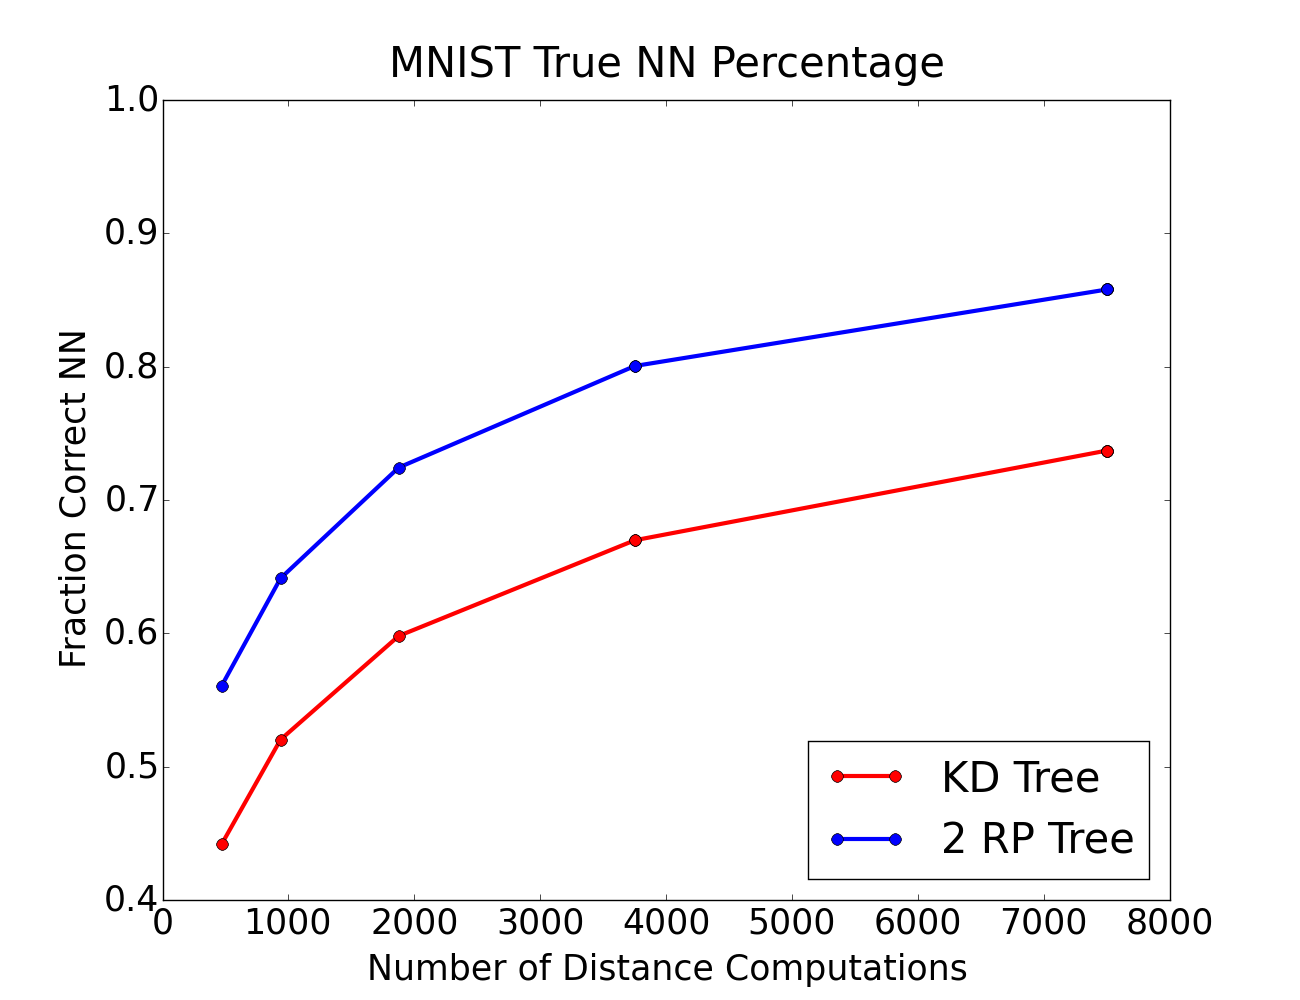 MNIST True NN Percentage
1.0
0.9
0.8
0.7
0.6
0.5
0.4
Fraction Correct NN
KD Tree
2 RP Tree
0 1000 2000 3000 4000 5000 6000 7000 8000
Number of Distance Computations